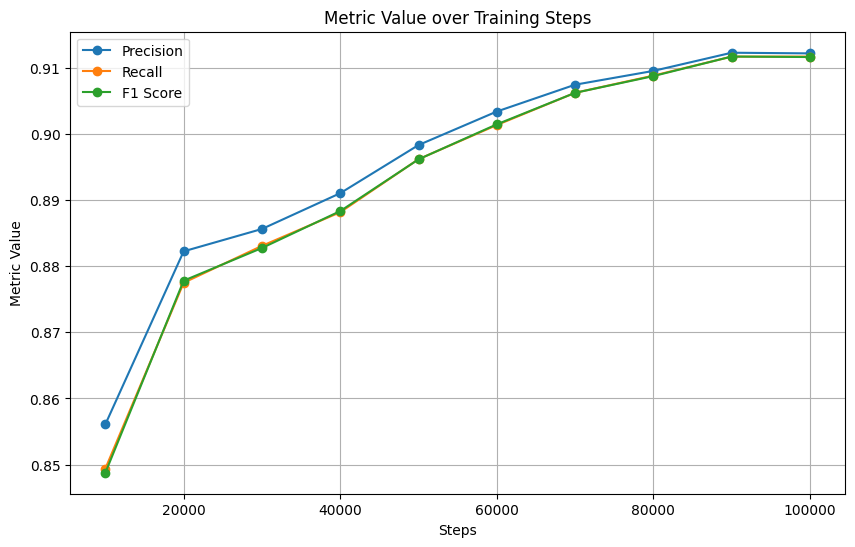 Metric Value over Training Steps
Precision
Recall
F1 Score
0.91
0.90
0.89
0.88
0.87
0.86
0.85
Metric Value
20000 40000 60000 80000 100000
Steps